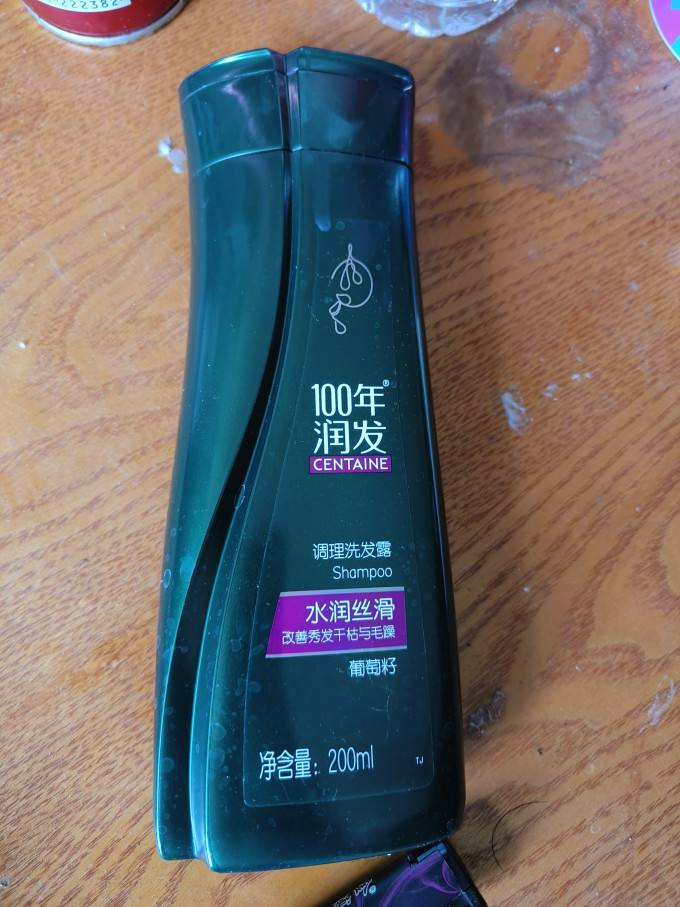 222382
100年®
润发
CENTAINE
调理洗发露
Shampoo
水润丝滑
改善秀发干枯与毛躁
葡萄籽
净含量：200ml
TJ